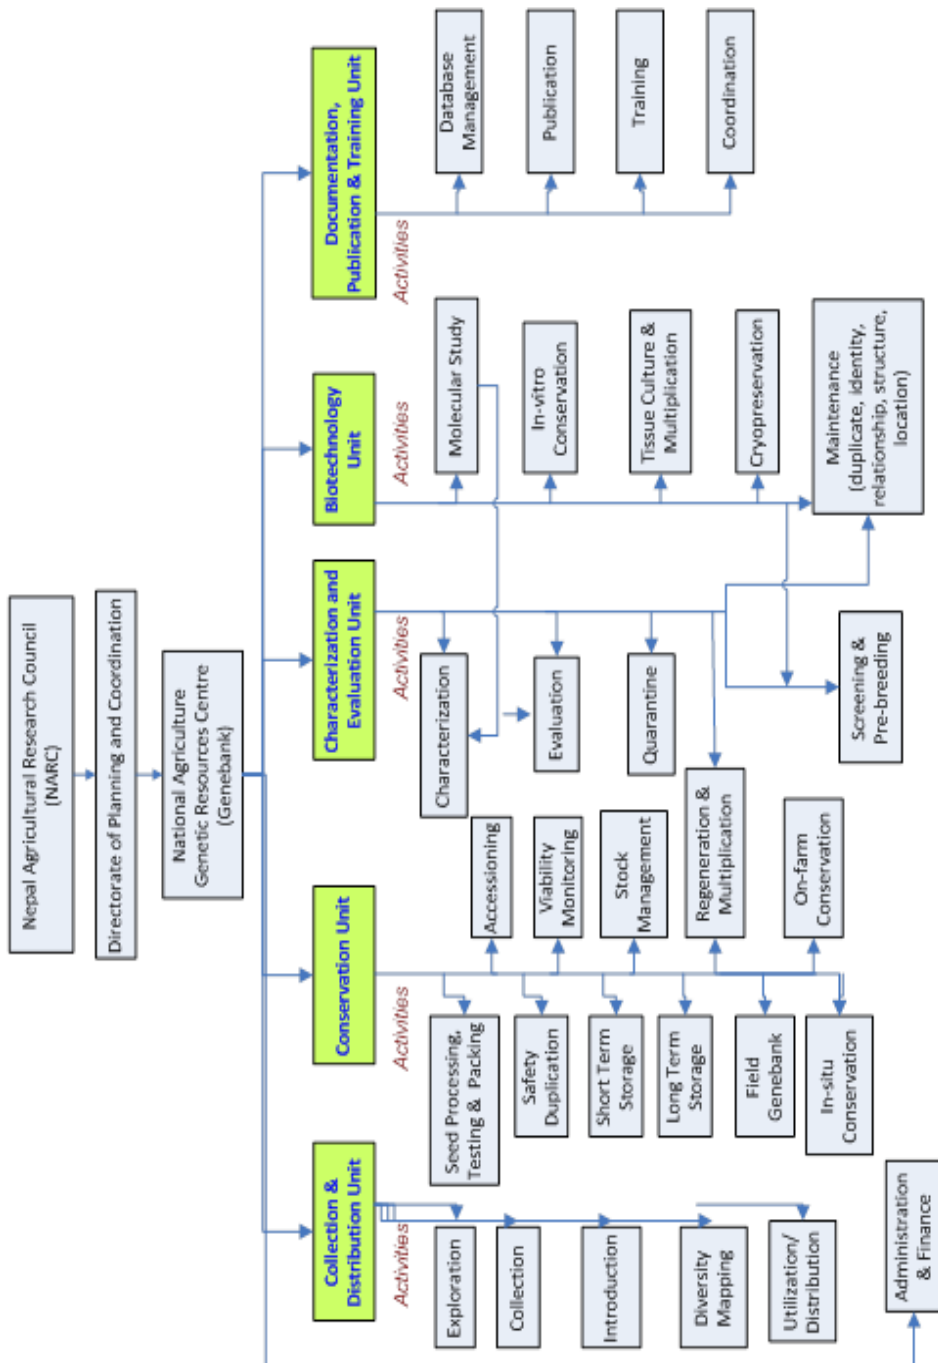 Nepal Agricultural Research Council
(NARC)
Directorate of Planning and Coordination
National Agriculture
Genetic Resources Centre
(Genebank)
Collection &
Distribution Unit
Activities
Exploration
Collection
Introduction
Diversity
Mapping
Utilization/
Distribution
Administration
& Finance
Conservation Unit
Activities
Seed Processing,
Testing & Packing
Safety
Duplication
Short Term
Storage
Long Term
Storage
Field
Genebank
In-situ
Conservation
Accessioning
Viability
Monitoring
Stock
Management
Regeneration &
Multiplication
On-farm
Conservation
Characterization and
Evaluation Unit
Activities
Characterization
Evaluation
Quarantine
Screening &
Pre-breeding
Biotechnology
Unit
Activities
Molecular Study
In-vitro
Conservation
Tissue Culture &
Multiplication
Cryopreservation
Maintenance
(duplicate, identity,
relationship, structure,
location)
Documentation,
Publication & Training Unit
Activities
Database
Management
Publication
Training
Coordination